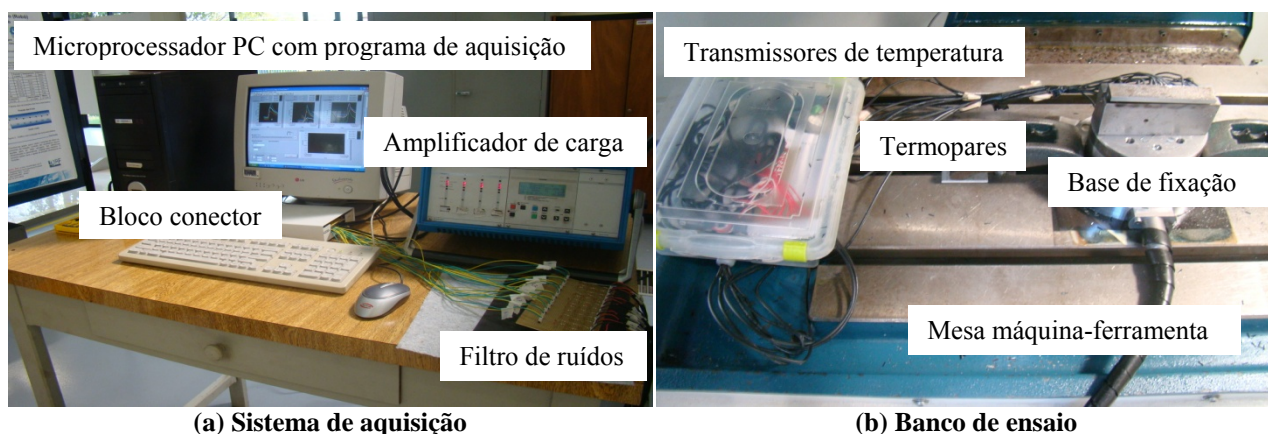 Microprocessador PC com programa de aquisição
Amplificador de carga
Bloco conector
Filtro de ruídos
(a) Sistema de aquisição
Transmissores de temperatura
Termopares
Base de fixação
Mesa máquina-ferramenta
(b) Banco de ensaio